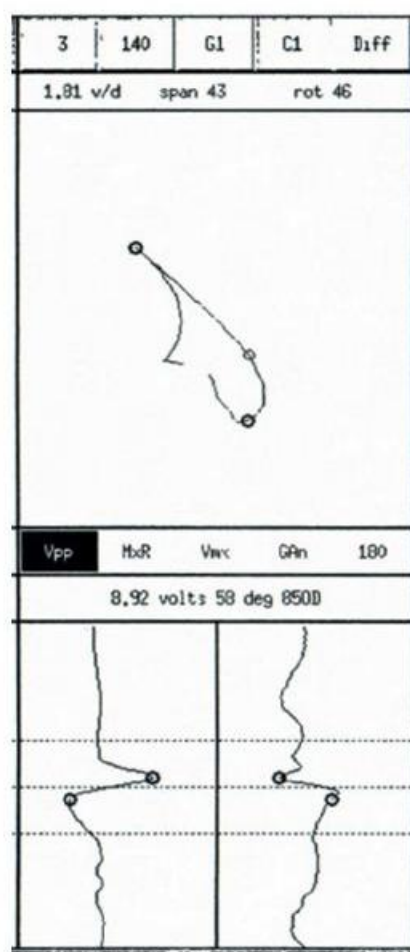 3 140 G1 C1 Diff
1.81 v/d span 43 rot 46
Vpp MxR Vmx GAn 180
8.92 volts 58 deg 850D